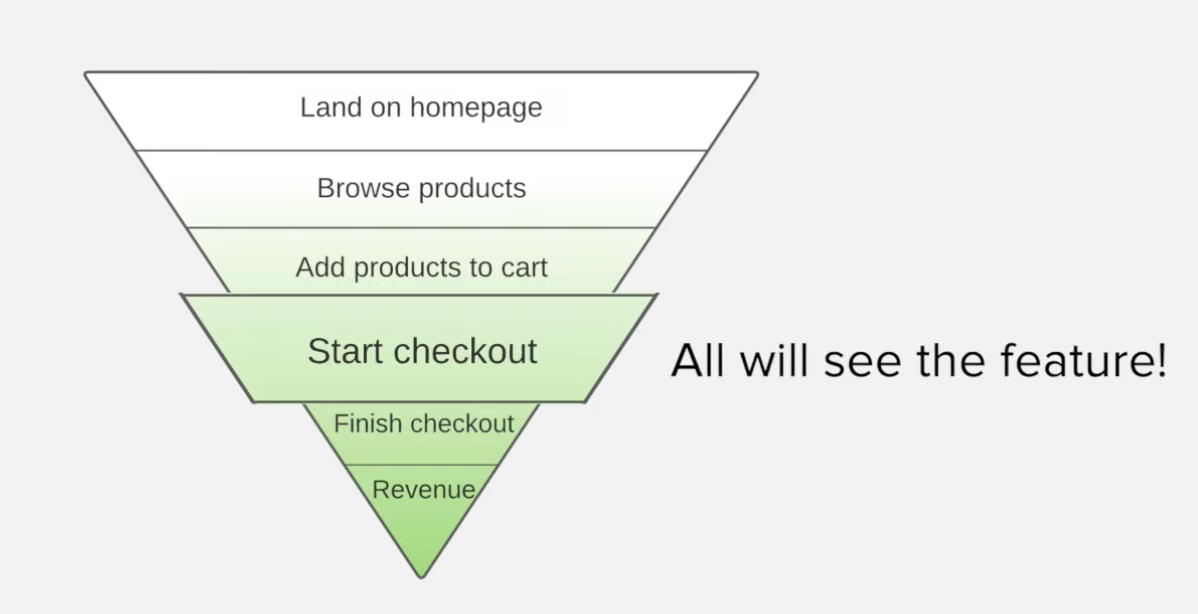 Land on homepage
Browse products
Add products to cart
Start checkout
All will see the feature!
Finish checkout
Revenue